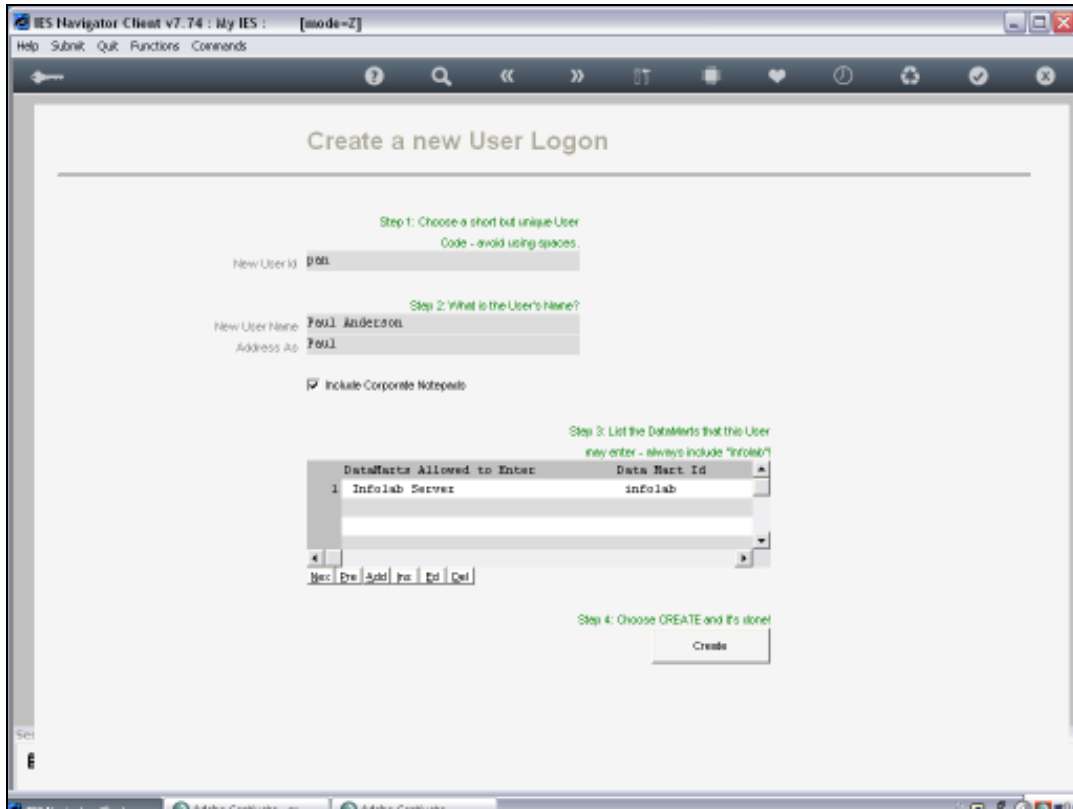 IES Navigator Client v7.74 : My IES : [mode=Z]
Help Submit Quit Functions Commands
Create a new User Logon
Step 1: Choose a short but unique User
Code - avoid using spaces.
New User Id pan
Step 2: What is the User's Name?
New User Name Paul Anderson
Address As Paul
Include Corporate Notepads
Step 3: List the DataMarts that this User
may enter - always include "infolab"!
DataMarts Allowed to Enter Data Mart Id
1 Infolab Server infolab
Nex Pre Add Ins Ed Del
Step 4: Choose CREATE and it's done!
Create